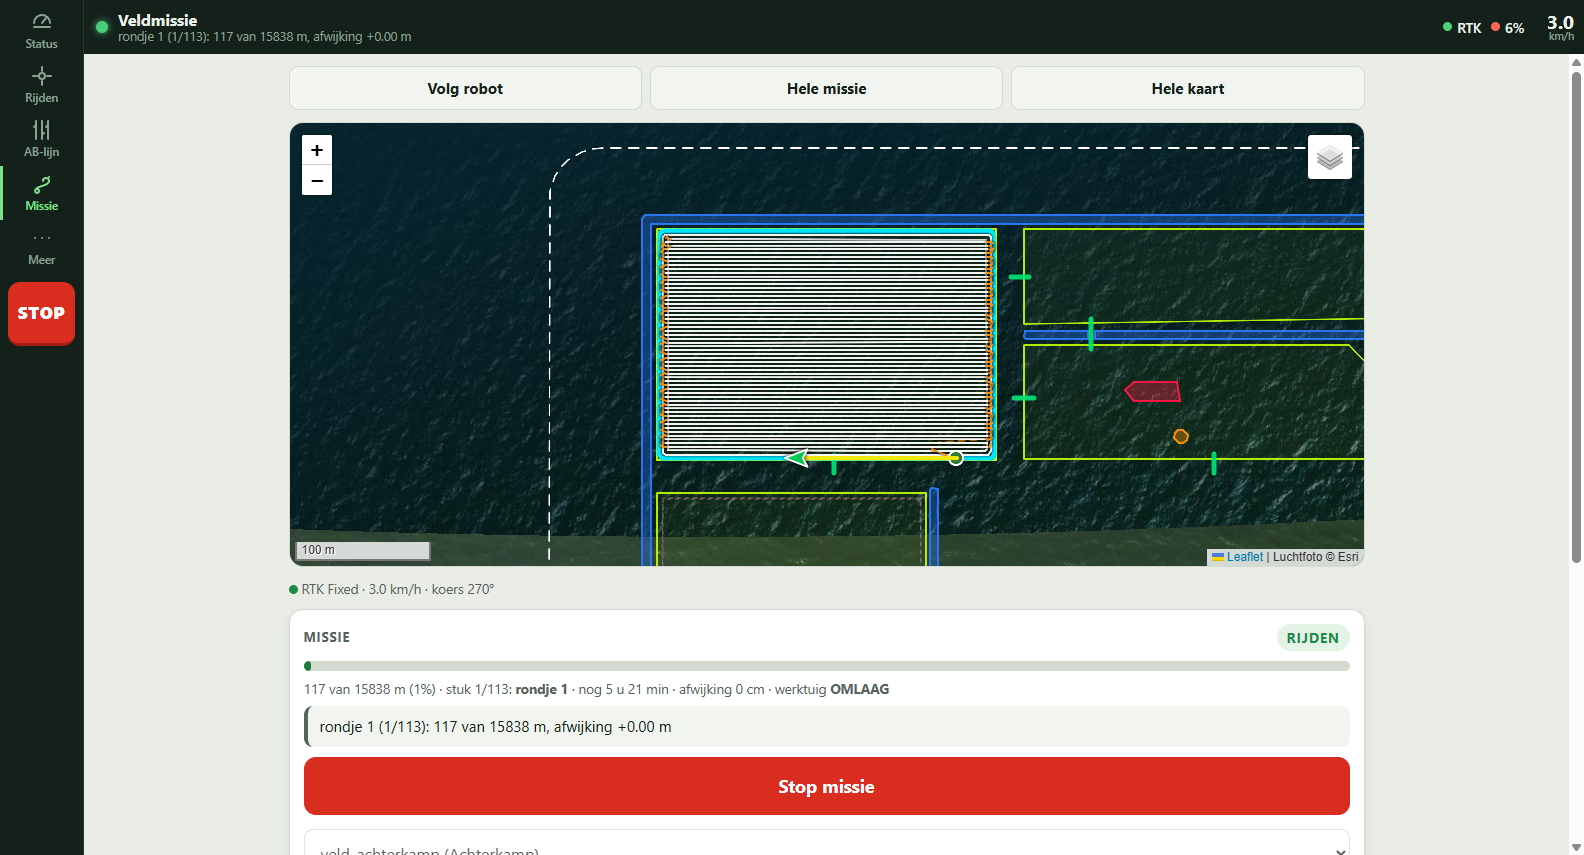 Status
Rijden
AB-lijn
Missie
Meer
STOP
Veldmissie
rondje 1 (1/113): 117 van 15838 m, afwijking +0.00 m
RTK
6%
3.0
km/h
Volg robot
Hele missie
Hele kaart
+
−
100 m
Leaflet | Luchtfoto © Esri
RTK Fixed · 3.0 km/h · koers 270°
MISSIE
RIJDEN
117 van 15838 m (1%) · stuk 1/113: rondje 1 · nog 5 u 21 min · afwijking 0 cm · werktuig OMLAAG
rondje 1 (1/113): 117 van 15838 m, afwijking +0.00 m
Stop missie
veld_achterkamp (Achterkamp)